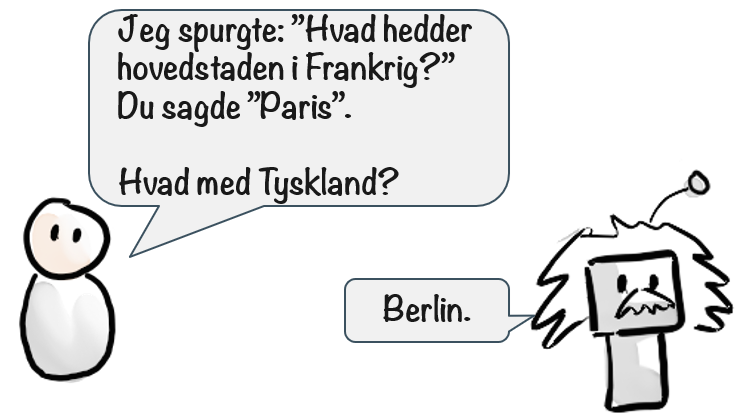 Jeg spurgte: ”Hvad hedder
hovedstaden i Frankrig?”
Du sagde ”Paris”.
Hvad med Tyskland?
Berlin.